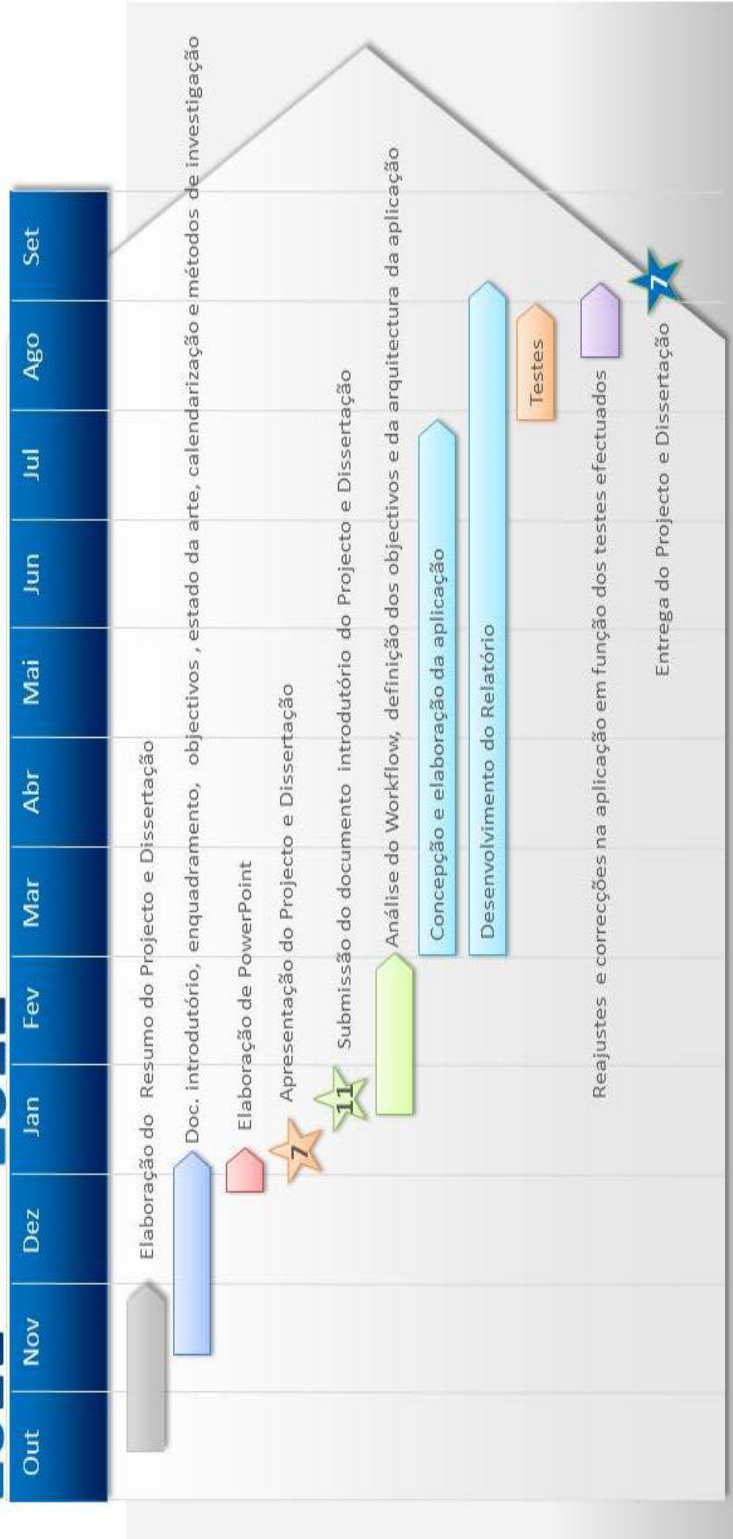 Out Nov Dez Jan Fev Mar Abr Mai Jun Jul Ago Set
Elaboração do Resumo do Projecto e Dissertação
Doc. introdutório, enquadramento, objectivos , estado da arte, calendarização e métodos de investigação
Elaboração de PowerPoint
7 Apresentação do Projecto e Dissertação
11 Submissão do documento introdutório do Projecto e Dissertação
Análise do Workflow, definição dos objectivos e da arquitectura da aplicação
Concepção e elaboração da aplicação
Desenvolvimento do Relatório
Testes
Reajustes e correcções na aplicação em função dos testes efectuados
Entrega do Projecto e Dissertação 7